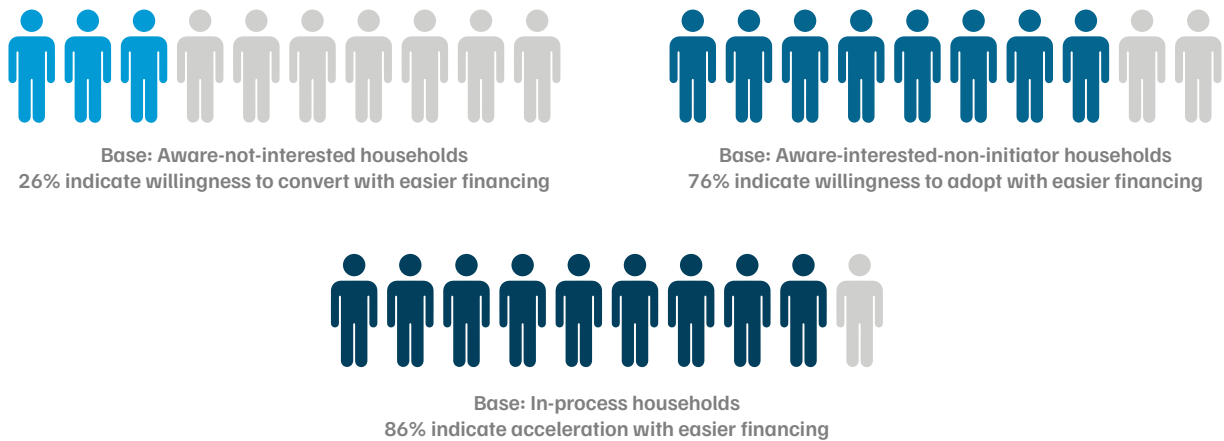 Base: Aware-not-interested households
26% indicate willingness to convert with easier financing
Base: Aware-interested-non-initiator households
76% indicate willingness to adopt with easier financing
Base: In-process households
86% indicate acceleration with easier financing